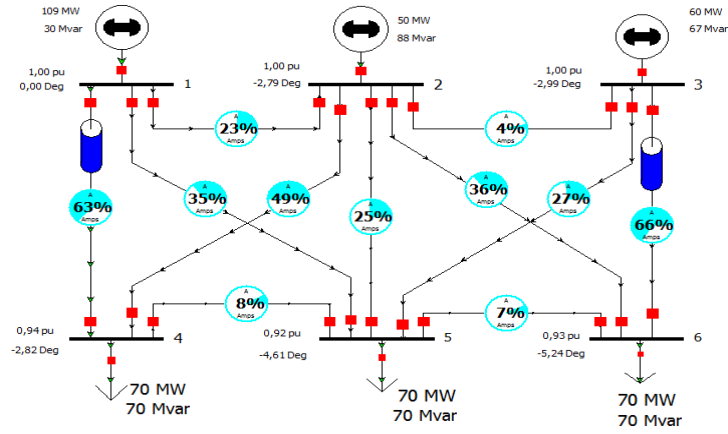 109 MW
30 Mvar
50 MW
88 Mvar
60 MW
67 Mvar
1,00 pu
0,00 Deg
1
1,00 pu
-2,79 Deg
2
1,00 pu
-2,99 Deg
3
A
23%
Amps
A
4%
Amps
A
63%
Amps
A
35%
Amps
A
49%
Amps
A
25%
Amps
A
36%
Amps
A
27%
Amps
A
66%
Amps
A
8%
Amps
A
7%
Amps
0,94 pu
-2,82 Deg
4
0,92 pu
-4,61 Deg
5
0,93 pu
-5,24 Deg
6
70 MW
70 Mvar
70 MW
70 Mvar
70 MW
70 Mvar